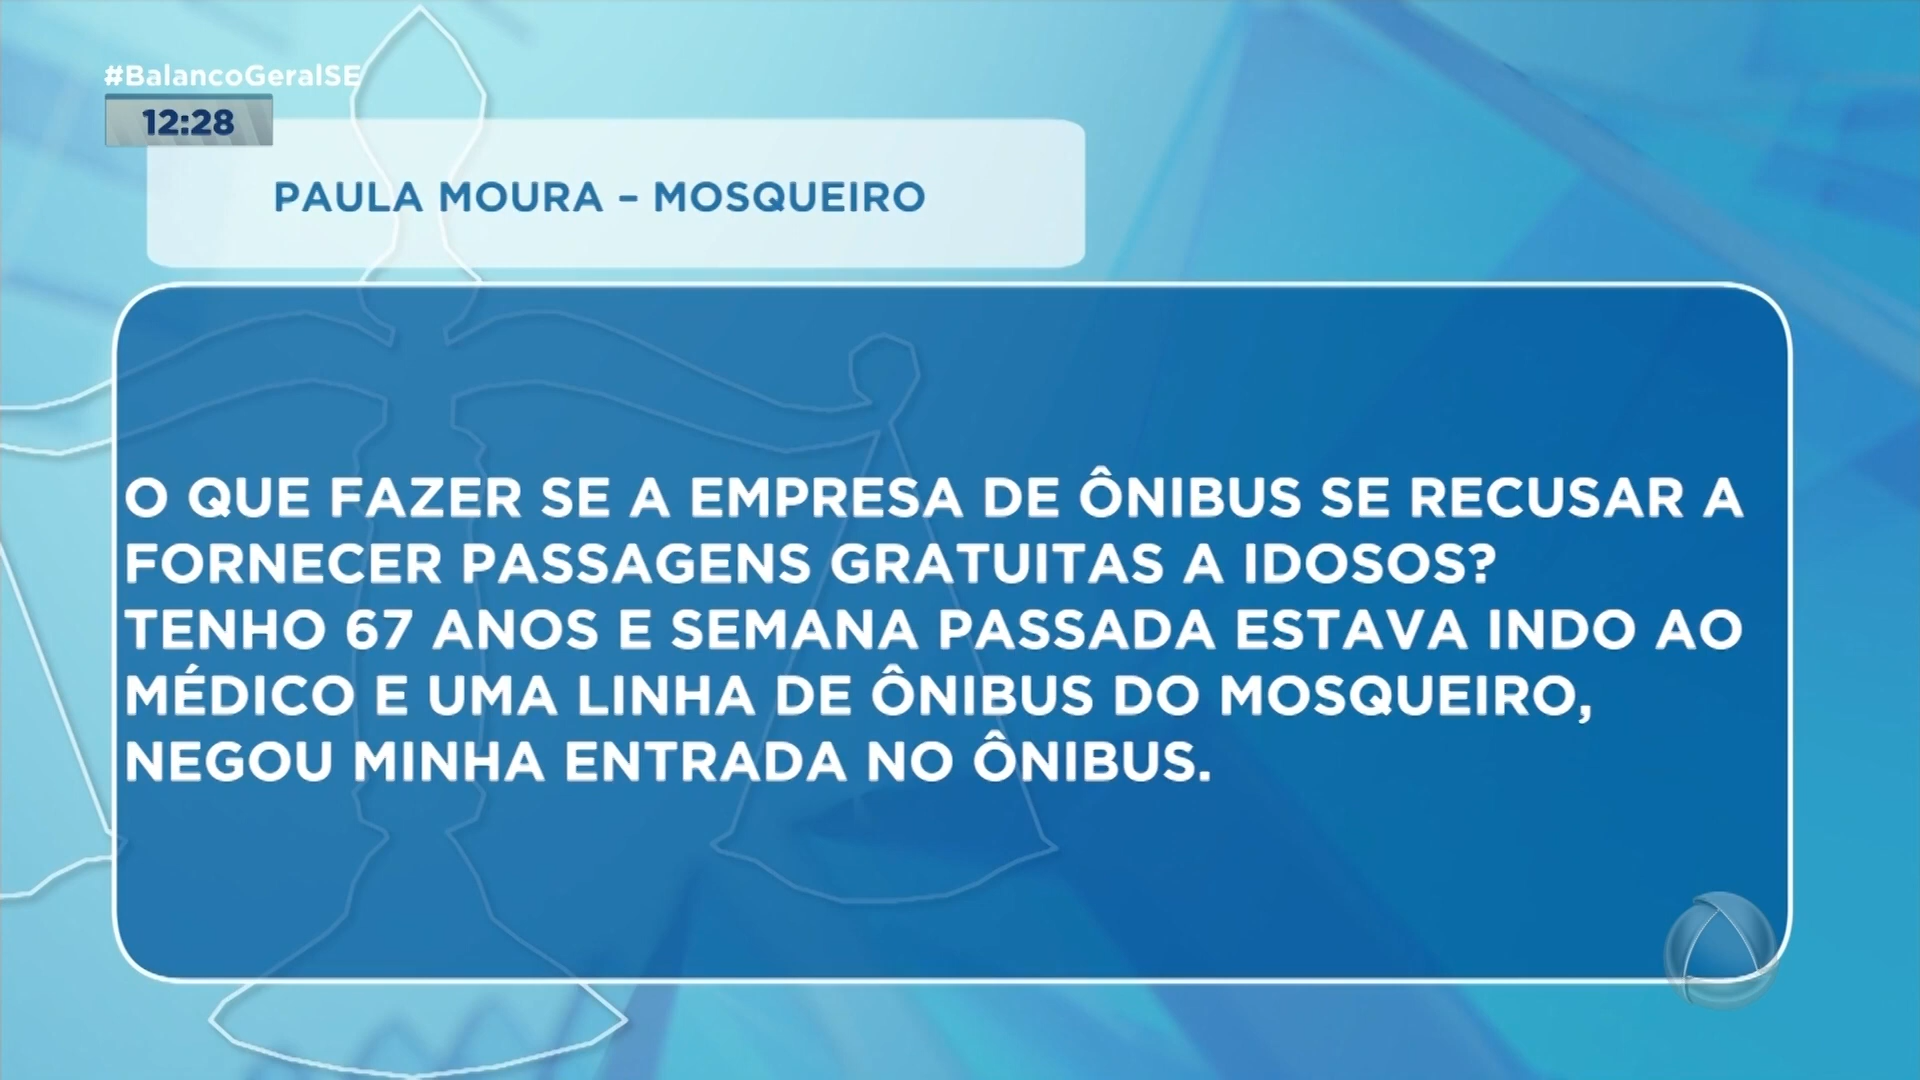 #BalancoGeralSE
12:28
PAULA MOURA – MOSQUEIRO
O QUE FAZER SE A EMPRESA DE ÔNIBUS SE RECUSAR A
FORNECER PASSAGENS GRATUITAS A IDOSOS?
TENHO 67 ANOS E SEMANA PASSADA ESTAVA INDO AO
MÉDICO E UMA LINHA DE ÔNIBUS DO MOSQUEIRO,
NEGOU MINHA ENTRADA NO ÔNIBUS.